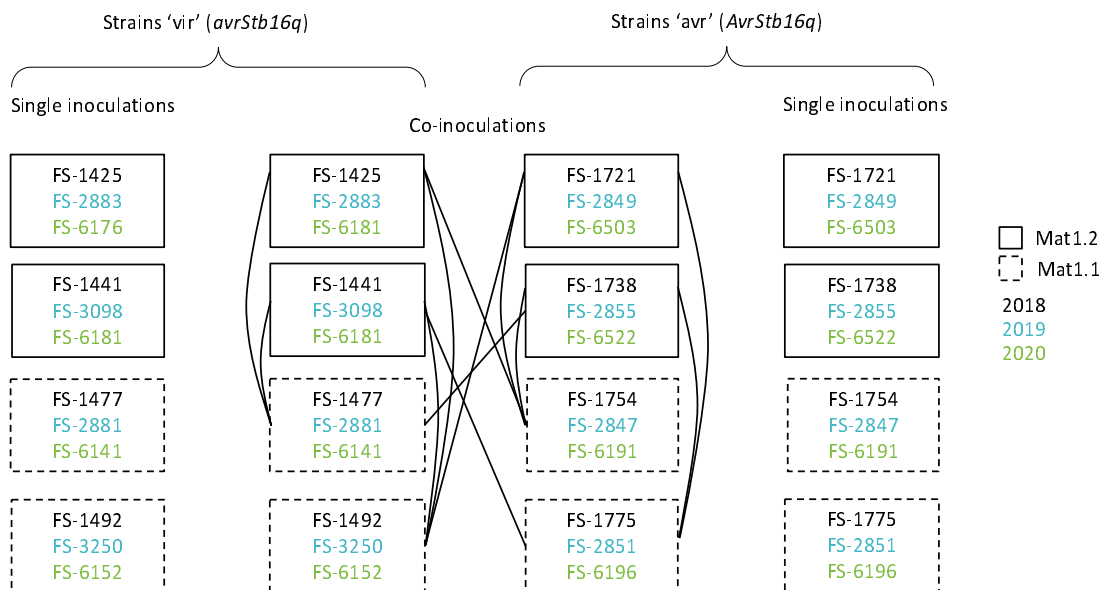 Strains ‘vir’ (avrStb16q)
Strains ‘avr’ (AvrStb16q)
Single inoculations
Co-inoculations
Single inoculations
FS-1425
FS-2883
FS-6176
FS-1441
FS-3098
FS-6181
FS-1477
FS-2881
FS-6141
FS-1492
FS-3250
FS-6152
FS-1425
FS-2883
FS-6181
FS-1441
FS-3098
FS-6181
FS-1477
FS-2881
FS-6141
FS-1492
FS-3250
FS-6152
FS-1721
FS-2849
FS-6503
FS-1738
FS-2855
FS-6522
FS-1754
FS-2847
FS-6191
FS-1775
FS-2851
FS-6196
FS-1721
FS-2849
FS-6503
FS-1738
FS-2855
FS-6522
FS-1754
FS-2847
FS-6191
FS-1775
FS-2851
FS-6196
Mat1.2
Mat1.1
2018
2019
2020